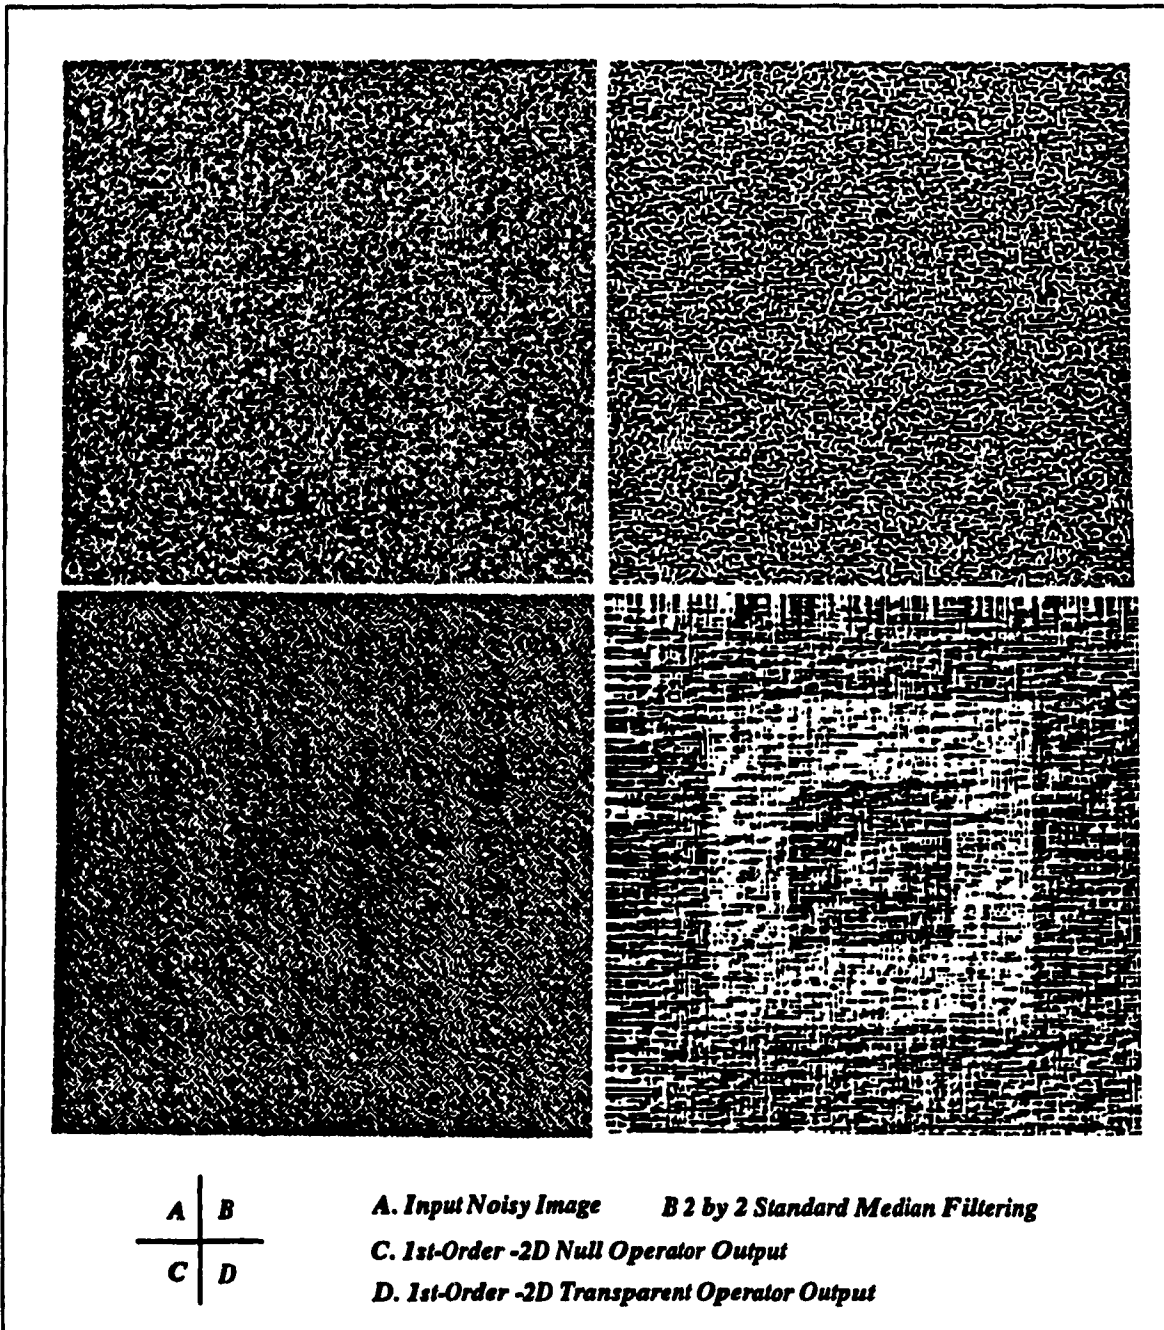 A B
C D
A. Input Noisy Image B 2 by 2 Standard Median Filtering
C. 1st-Order -2D Null Operator Output
D. 1st-Order -2D Transparent Operator Output